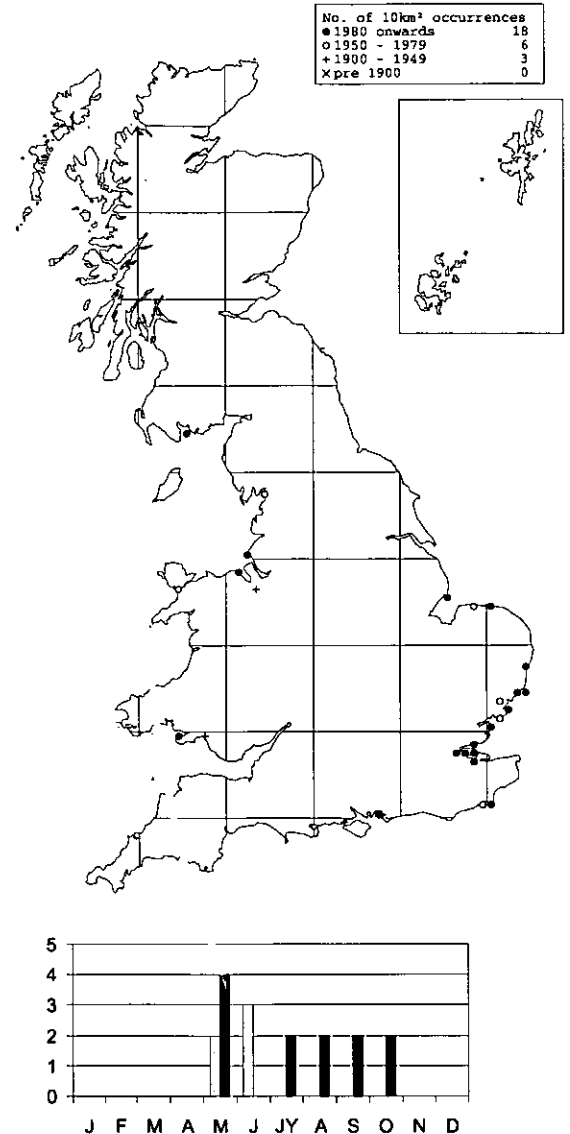 No. of 10km² occurrences
● 1980 onwards 18
○ 1950 - 1979 6
+ 1900 - 1949 3
× pre 1900 0
5
4
3
2
1
0
J F M A M J JY A S O N D